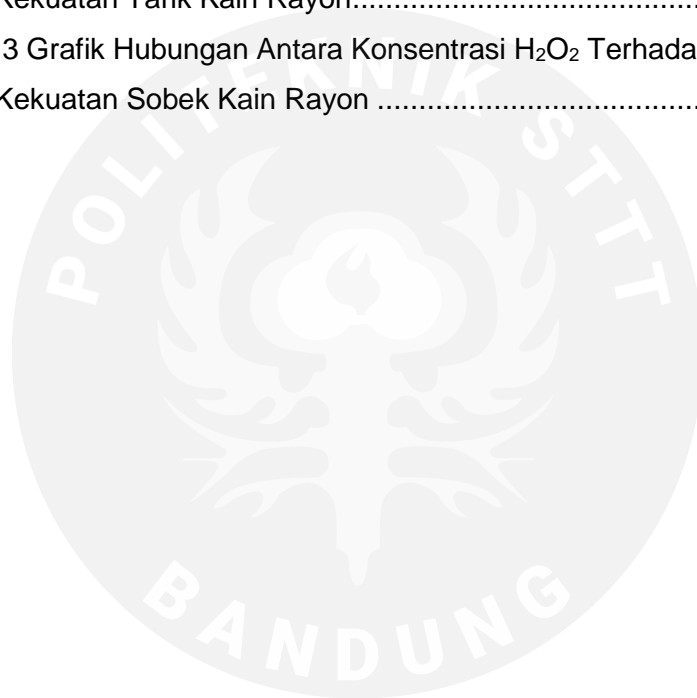 Kekuatan Tarik Kain Rayon....................................
3 Grafik Hubungan Antara Konsentrasi H₂O₂ Terhada
Kekuatan Sobek Kain Rayon ....................................
POLITEKNIK STTT
BANDUNG